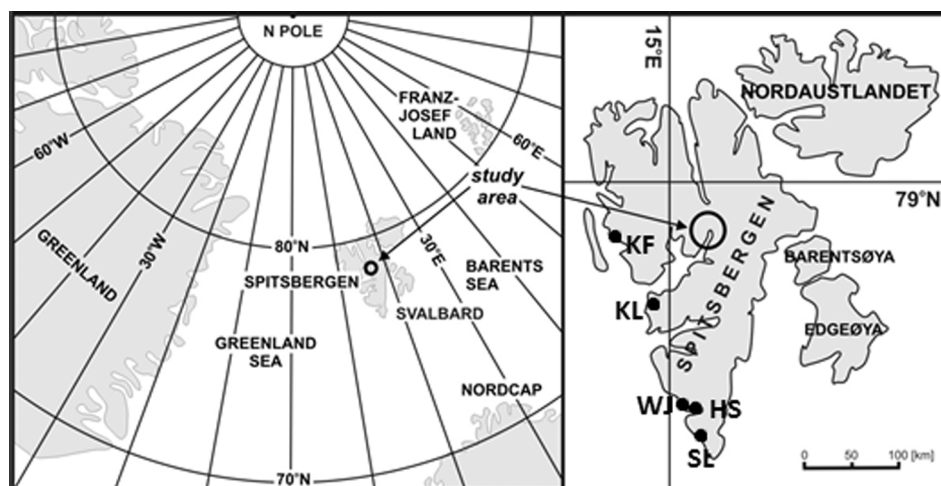 N POLE
FRANZ-
JOSEF
LAND
60°W
60°E
study
area
GREENLAND
30°W
80°N
30°E
SPITSBERGEN
BARENTS
SEA
SVALBARD
GREENLAND
SEA
NORDCAP
70°N
15°E
NORDAUSTLANDET
79°N
KF
SPITSBERGEN
BARENTSØYA
KL
EDGEØYA
WJ
HS
SL
0 50 100 [km]